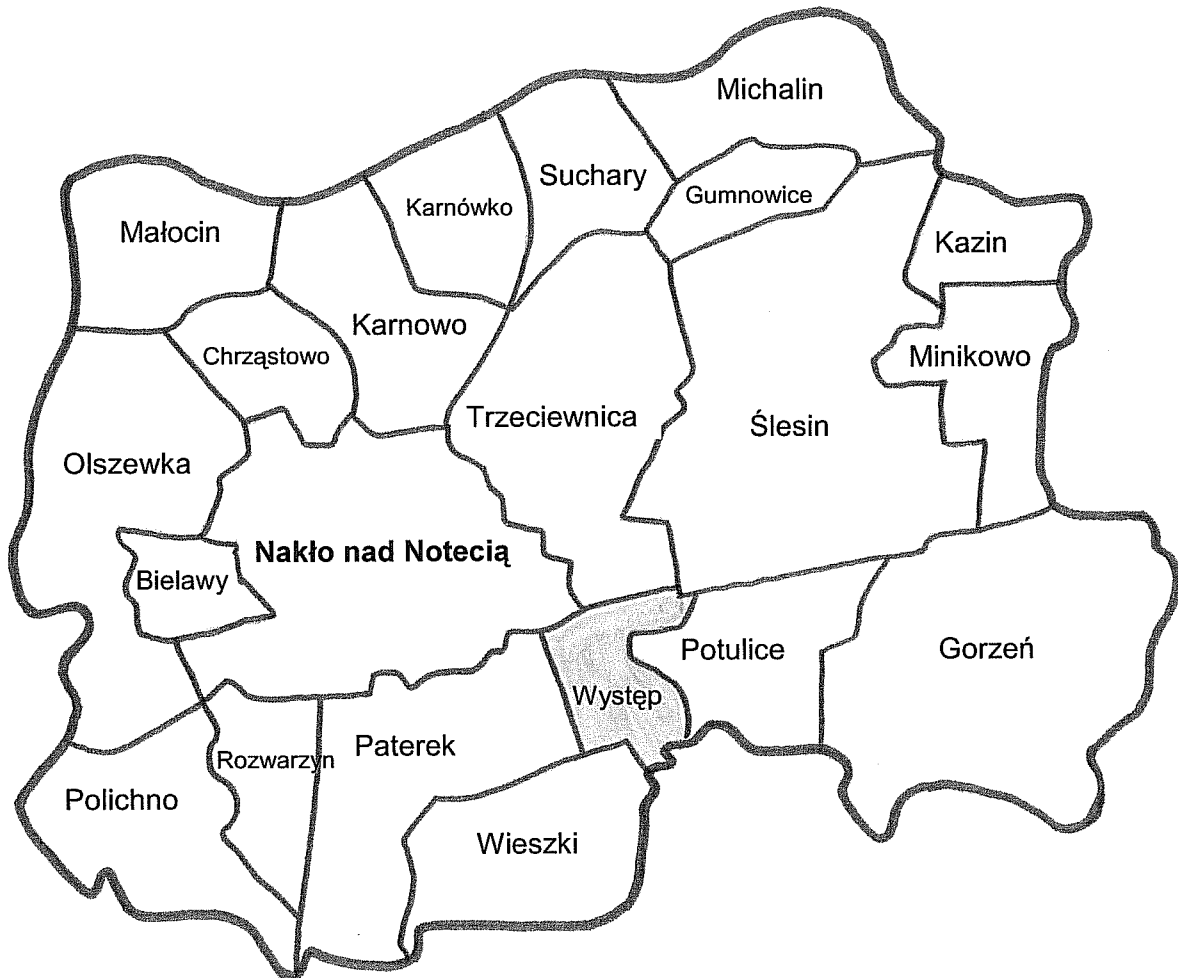 Michalin
Suchary
Gumnowice
Karnówko
Małocin
Kazin
Karnowo
Chrząstowo
Minikowo
Trzeciewnica
Ślesin
Olszewka
Nakło nad Notecią
Bielawy
Potulice
Gorzeń
Występ
Paterek
Rozwarzyn
Polichno
Wieszki